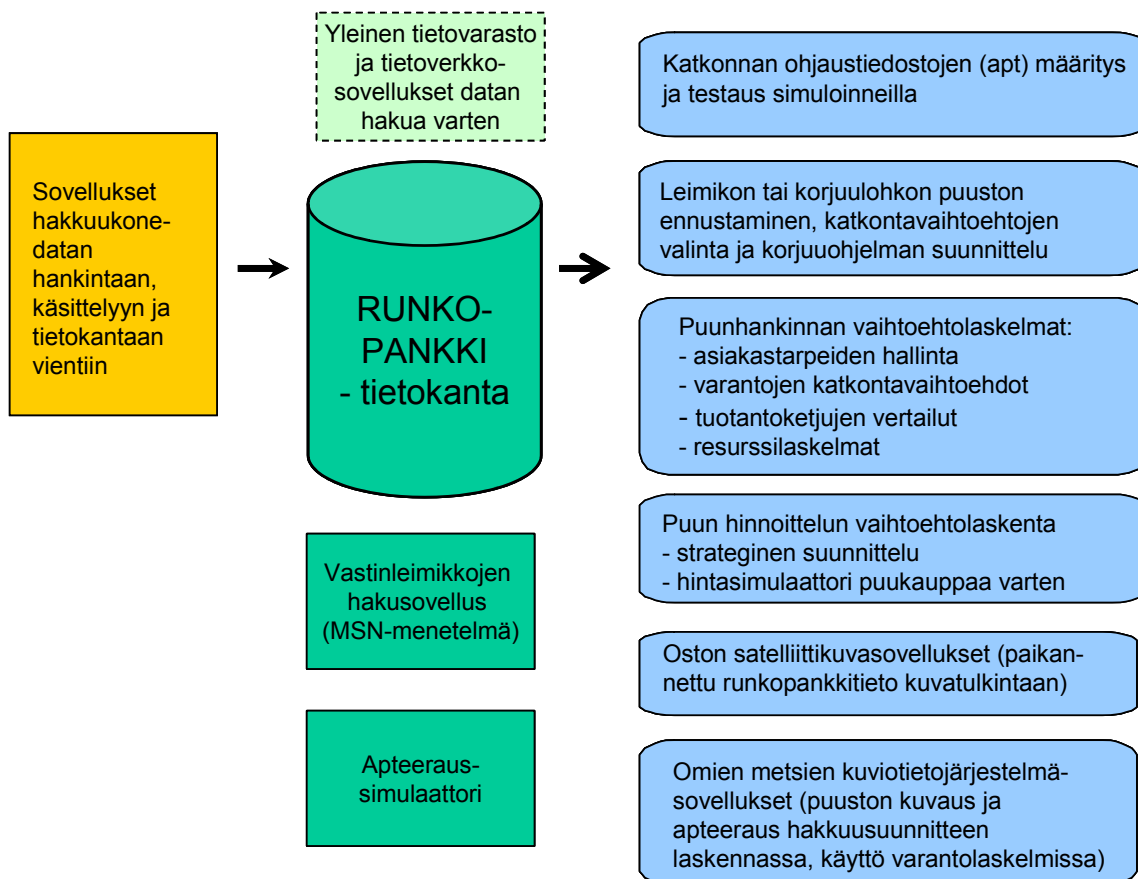 Sovellukset
hakkuukone-
datan
hankintaan,
käsittelyyn ja
tietokantaan
vientiin
Yleinen tietovarasto
ja tietoverkko-
sovellukset datan
hakua varten
RUNKO-
PANKKI
- tietokanta
Vastinleimikkojen
hakusovellus
(MSN-menetelmä)
Apteeraus-
simulaattori
Katkonnan ohjaustiedostojen (apt) määritys
ja testaus simuloinneilla
Leimikon tai korjuulohkon puuston
ennustaminen, katkontavaihtoehtojen
valinta ja korjuuohjelman suunnittelu
Puunhankinnan vaihtoehtolaskelmat:
- asiakastarpeiden hallinta
- varantojen katkontavaihtoehdot
- tuotantoketjujen vertailut
- resurssilaskelmat
Puun hinnoittelun vaihtoehtolaskenta
- strateginen suunnittelu
- hintasimulaattori puukauppaa varten
Oston satelliittikuvasovellukset (paikan-
nettu runkopankkitieto kuvatulkintaan)
Omien metsien kuviotietojärjestelmä-
sovellukset (puuston kuvaus ja
apteeraus hakkuusuunnitteen
laskennassa, käyttö varantolaskelmissa)